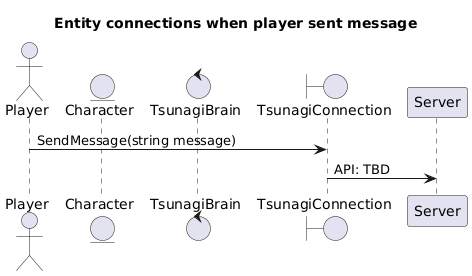 Entity connections when player sent message
Player Character TsunagiBrain TsunagiConnection Server
SendMessage(string message)
API: TBD
Player Character TsunagiBrain TsunagiConnection Server